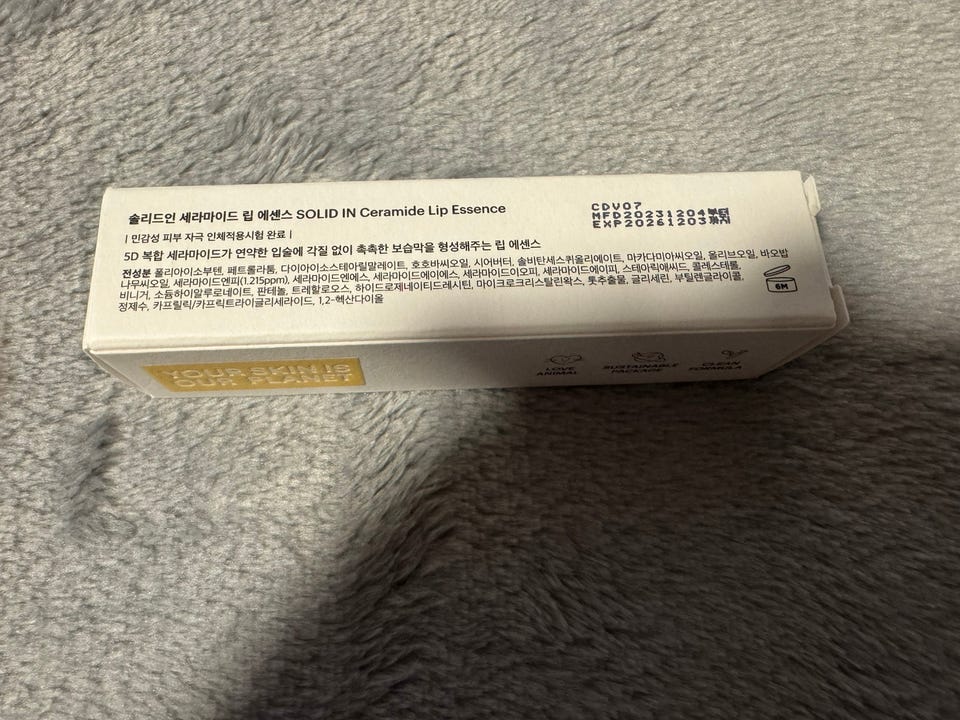 솔리드인 세라마이드 립 에센스 SOLID IN Ceramide Lip Essence
| 민감성 피부 자극 인체적용시험 완료 |
5D 복합 세라마이드가 연약한 입술에 각질 없이 촉촉한 보습막을 형성해주는 립 에센스
전성분 폴리아이소부텐, 페트롤라툼, 다이아이소스테아릴말레이트, 호호바씨오일, 시어버터, 솔비탄세스퀴올리에이트, 마카다미아씨오일, 올리브오일, 바오밥
나무씨오일, 세라마이드엔피(1.215ppm), 세라마이드엔에스, 세라마이드에이에스, 세라마이드이오피, 세라마이드에이피, 스테아릭애씨드, 콜레스테롤,
비니거, 소듐하이알루로네이트, 판테놀, 트레할로오스, 하이드로제네이티드레시틴, 마이크로크리스탈린왁스, 톳추출물, 글리세린, 부틸렌글라이콜,
정제수, 카프릴릭/카프릭트라이글리세라이드, 1,2-헥산다이올
CDV07
MFD20231204부터
EXP20261203까지
6M
YOUR SKIN IS
OUR PLANET
LOVE
ANIMAL
SUSTAINABLE
PACKAGE
CLEAN
FORMULA